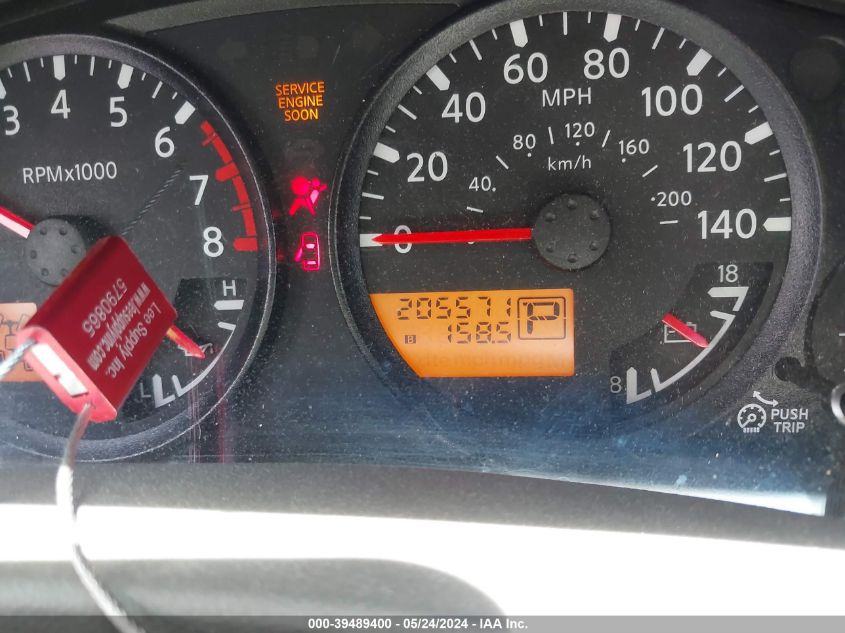 3 4 5 6 7 8
RPMx1000
H
L
SERVICE
ENGINE
SOON
0 20 40 60 80 100 120 140
MPH
40 80 120 160 200
km/h
205571
B 158.5
P
18
8
PUSH
TRIP
5790865
www.leesupplyinc.com
Lee Supply Inc.
000-39489400 - 05/24/2024 - IAA Inc.